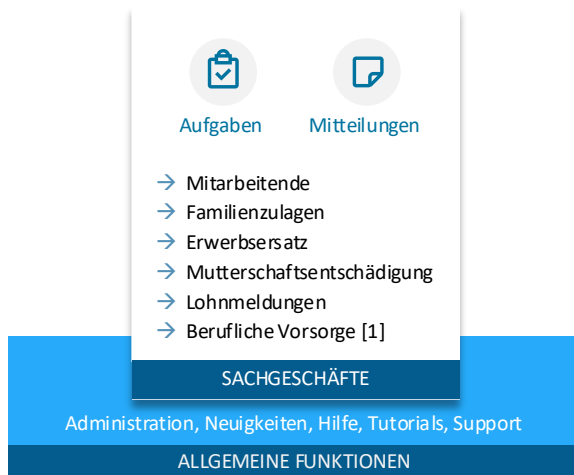 Aufgaben Mitteilungen
→ Mitarbeitende
→ Familienzulagen
→ Erwerbsersatz
→ Mutterschaftsentschädigung
→ Lohnmeldungen
→ Berufliche Vorsorge [1]
SACHGESCHÄFTE
Administration, Neuigkeiten, Hilfe, Tutorials, Support
ALLGEMEINE FUNKTIONEN